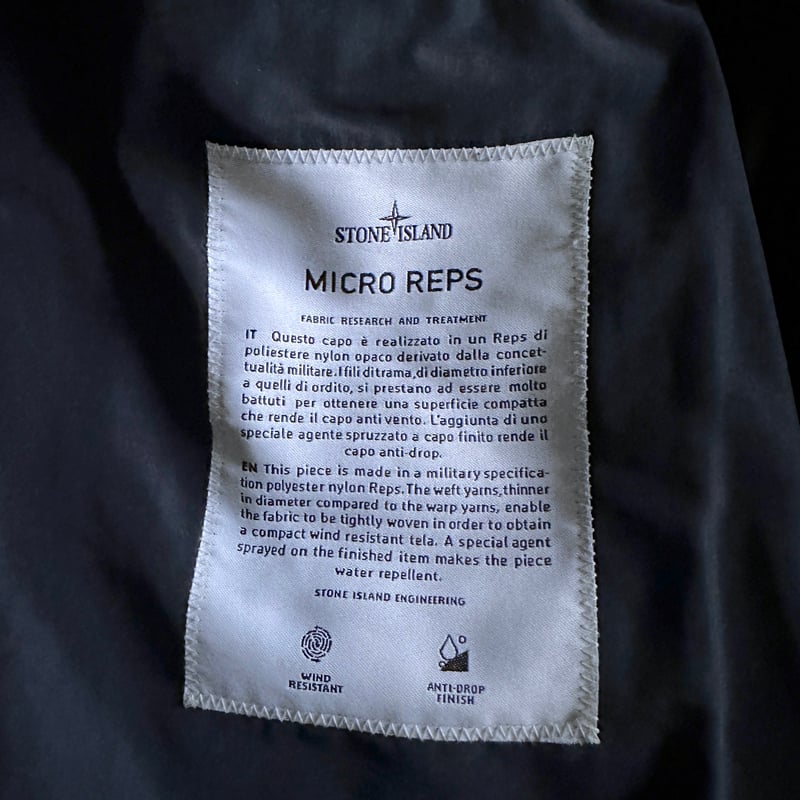 STONE ISLAND
MICRO REPS
FABRIC RESEARCH AND TREATMENT
IT Questo capo è realizzato in un Reps di
poliestere nylon opaco derivato dalla concet-
tualità militare. I fili di trama, di diametro inferiore
a quelli di ordito, si prestano ad essere molto
battuti per ottenere una superficie compatta
che rende il capo anti vento. L'aggiunta di uno
speciale agente spruzzato a capo finito rende il
capo anti-drop.
EN This piece is made in a military specifica-
tion polyester nylon Reps. The weft yarns, thinner
in diameter compared to the warp yarns, enable
the fabric to be tightly woven in order to obtain
a compact wind resistant tela. A special agent
sprayed on the finished item makes the piece
water repellent.
STONE ISLAND ENGINEERING
WIND
RESISTANT
ANTI-DROP
FINISH